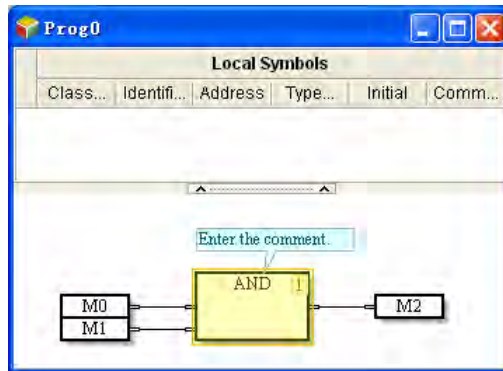 Prog0
Local Symbols
Class... Identifi... Address Type... Initial Comm...
Enter the comment.
AND 1
M0
M1
M2